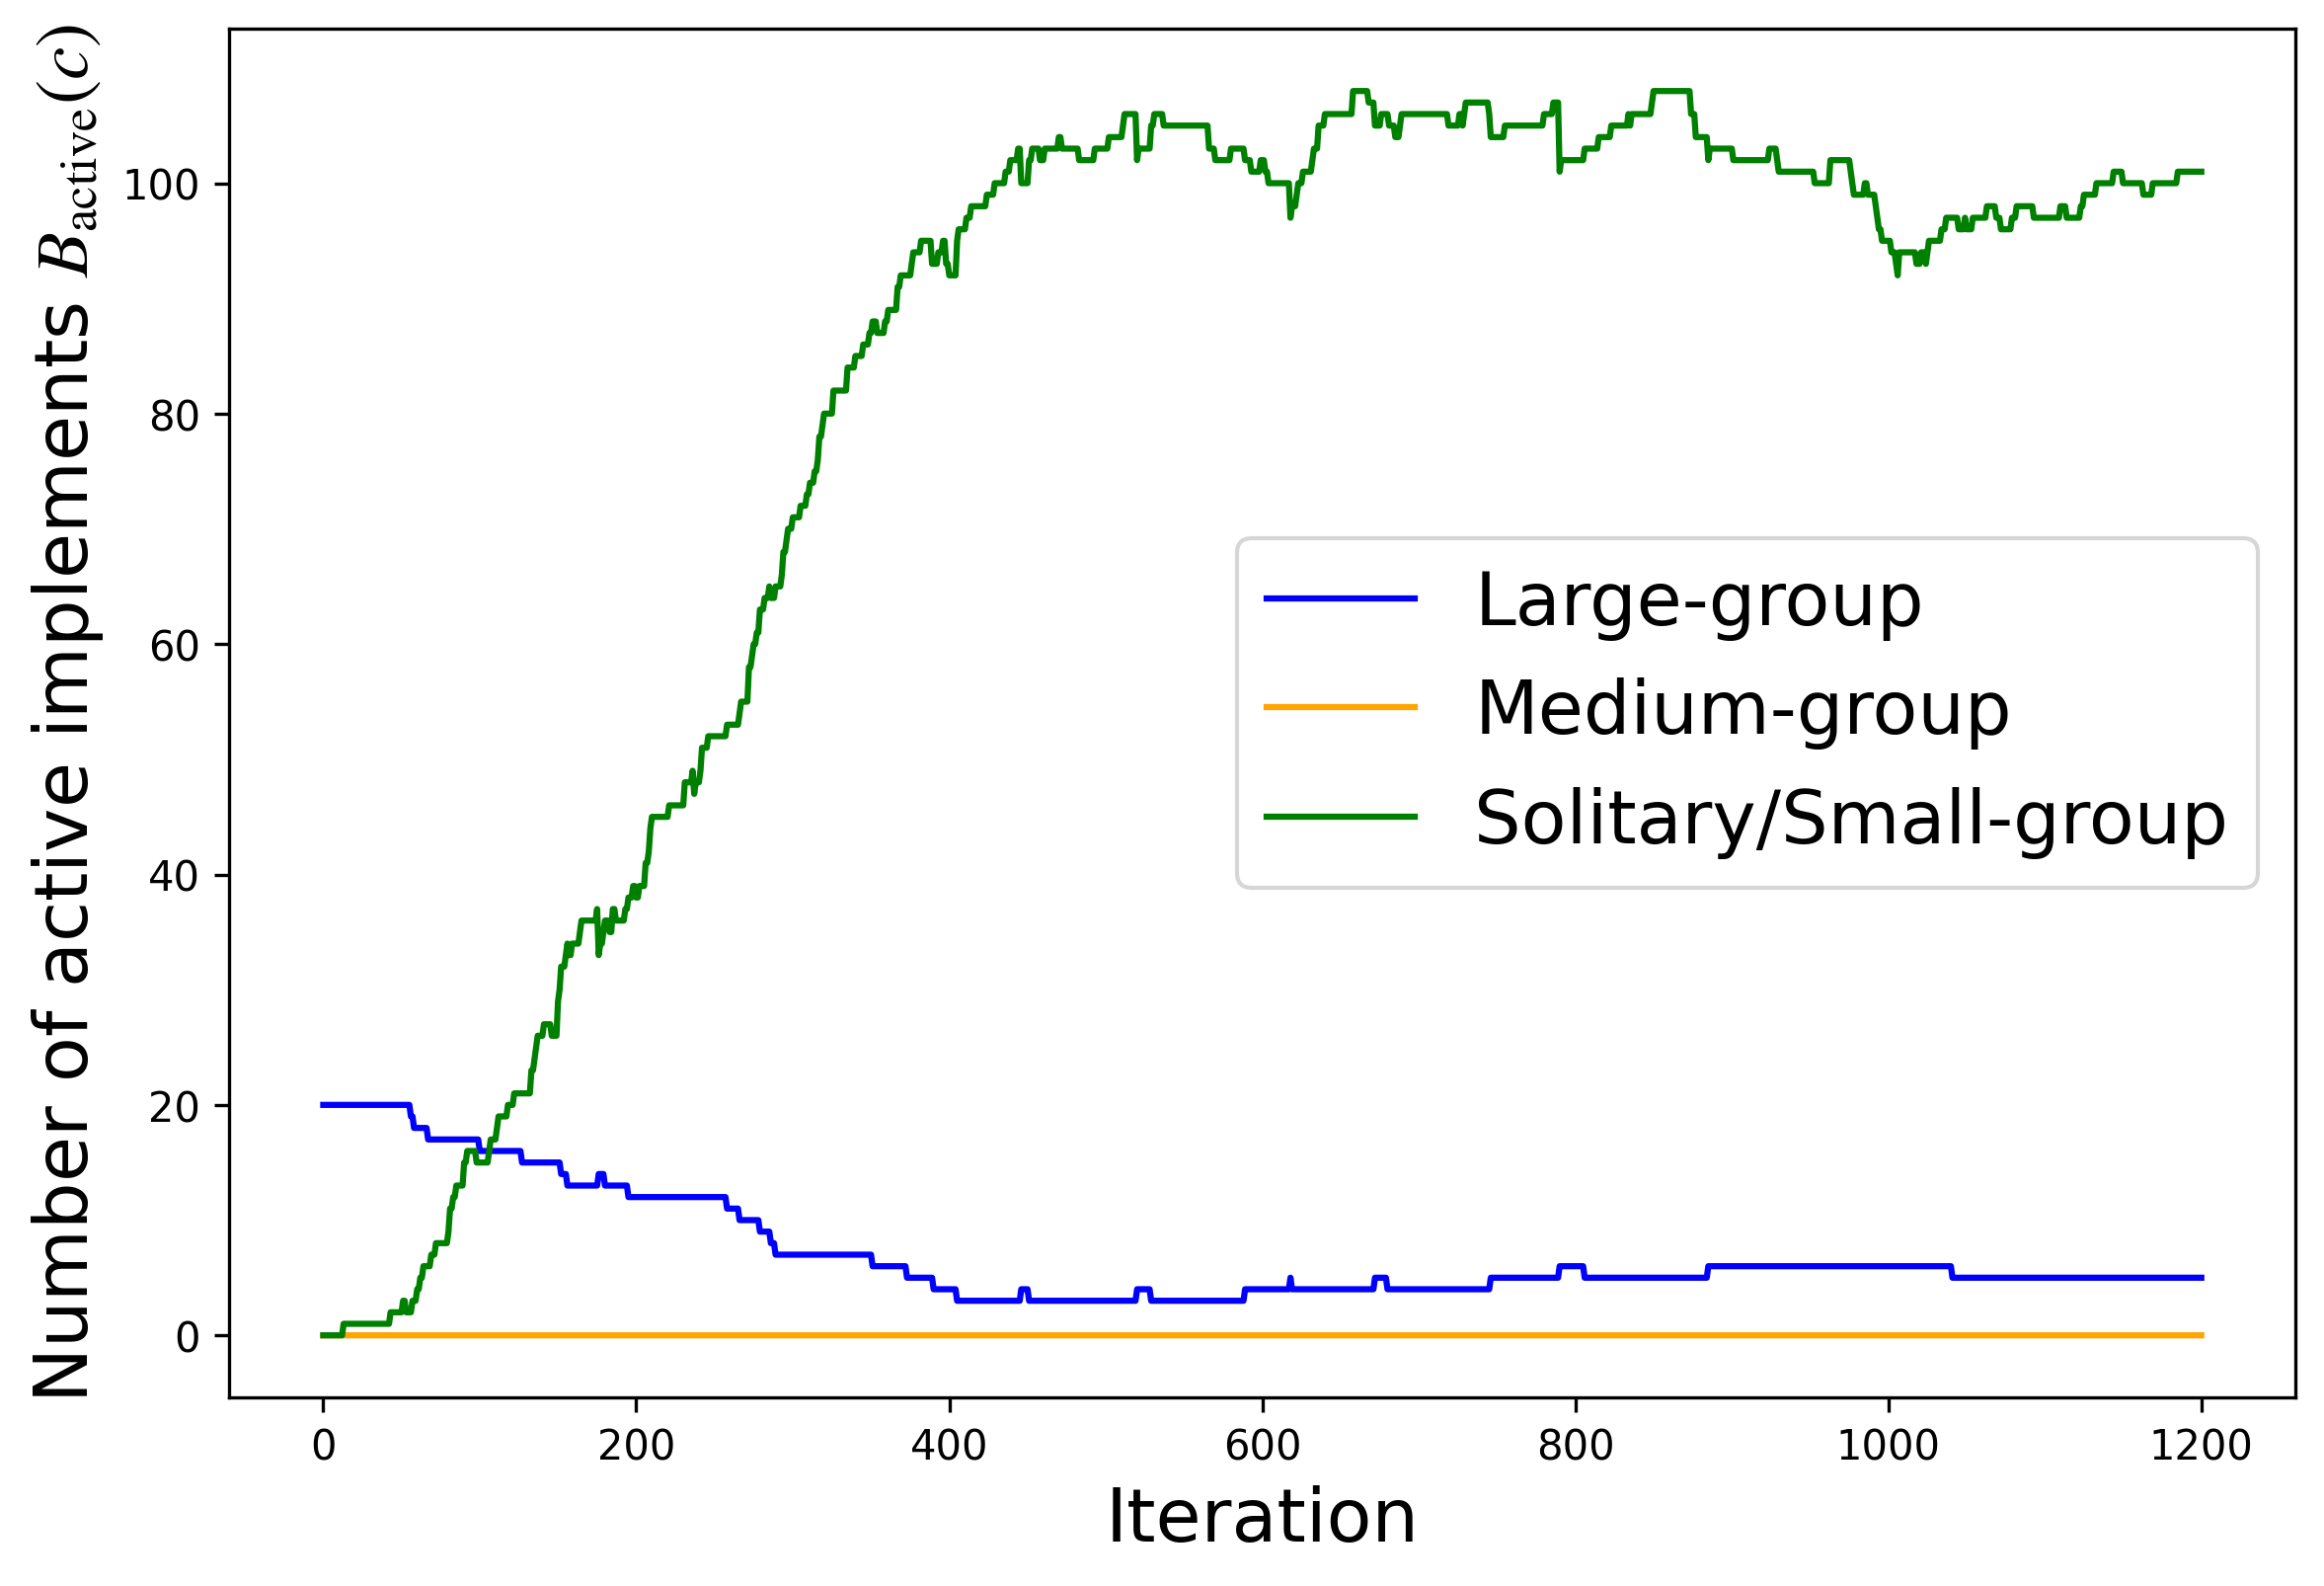 Number of active implements B_active(c)
100
80
60
40
20
0
0 200 400 600 800 1000 1200
Iteration
Large-group
Medium-group
Solitary/Small-group